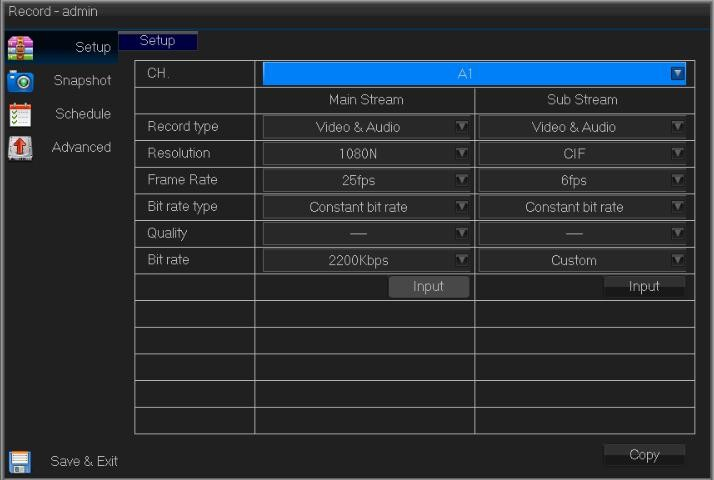 Record - admin
Setup
Snapshot
Schedule
Advanced
Save & Exit
Setup
CH. A1
Main Stream Sub Stream
Record type Video & Audio Video & Audio
Resolution 1080N CIF
Frame Rate 25fps 6fps
Bit rate type Constant bit rate Constant bit rate
Quality — —
Bit rate 2200Kbps Custom
Input Input
Copy